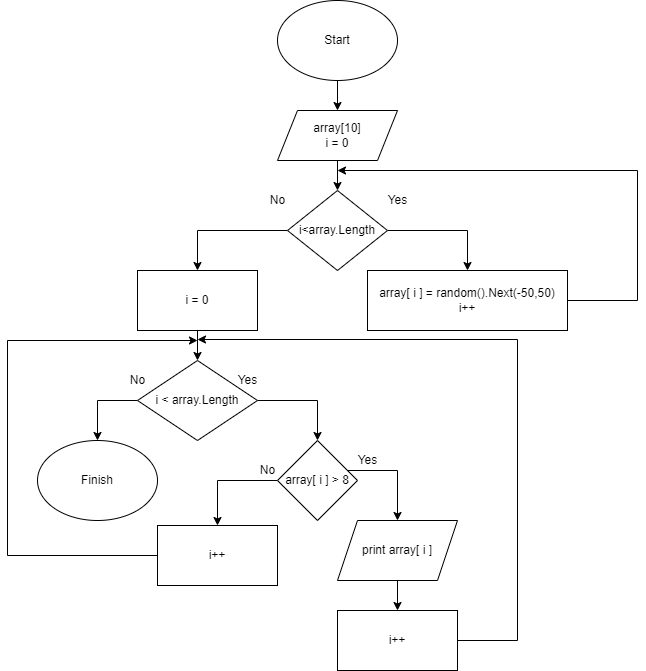 Start
array[10]
i = 0
No
Yes
i<array.Length
i = 0
array[ i ] = random().Next(-50,50)
i++
No
Yes
i < array.Length
Finish
No
Yes
array[ i ] > 8
i++
print array[ i ]
i++